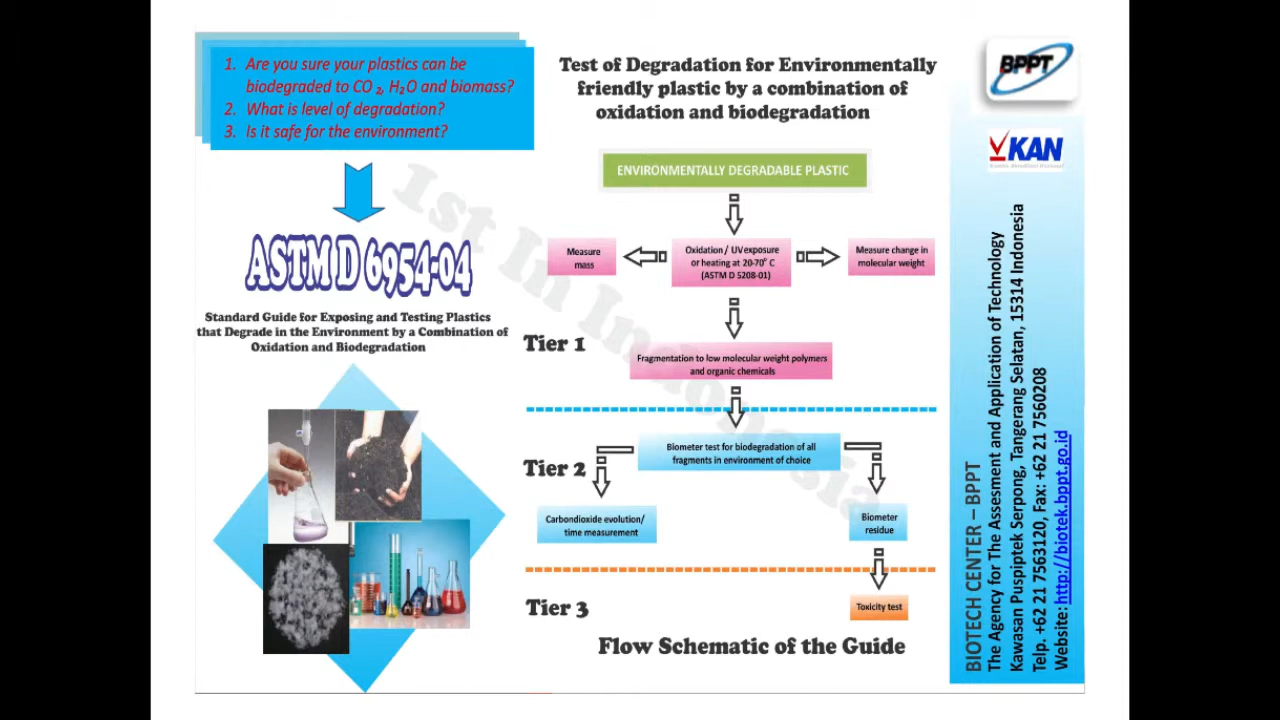 1. Are you sure your plastics can be
biodegraded to CO ₂, H₂O and biomass?
2. What is level of degradation?
3. Is it safe for the environment?
ASTM D 6954-04
Standard Guide for Exposing and Testing Plastics
that Degrade in the Environment by a Combination of
Oxidation and Biodegradation
Test of Degradation for Environmentally
friendly plastic by a combination of
oxidation and biodegradation
ENVIRONMENTALLY DEGRADABLE PLASTIC
Measure
mass
Oxidation / UV exposure
or heating at 20-70° C
(ASTM D 5208-01)
Measure change in
molecular weight
Tier 1
Fragmentation to low molecular weight polymers
and organic chemicals
Tier 2
Biometer test for biodegradation of all
fragments in environment of choice
Carbondioxide evolution/
time measurement
Biometer
residue
Tier 3
Toxicity test
Flow Schematic of the Guide
1st In Indonesia
BPPT
KAN
BIOTECH CENTER – BPPT
The Agency for The Assesment and Application of Technology
Kawasan Puspiptek Serpong, Tangerang Selatan, 15314 Indonesia
Telp. +62 21 7563120, Fax: +62 21 7560208
Website: http://biotek.bppt.go.id